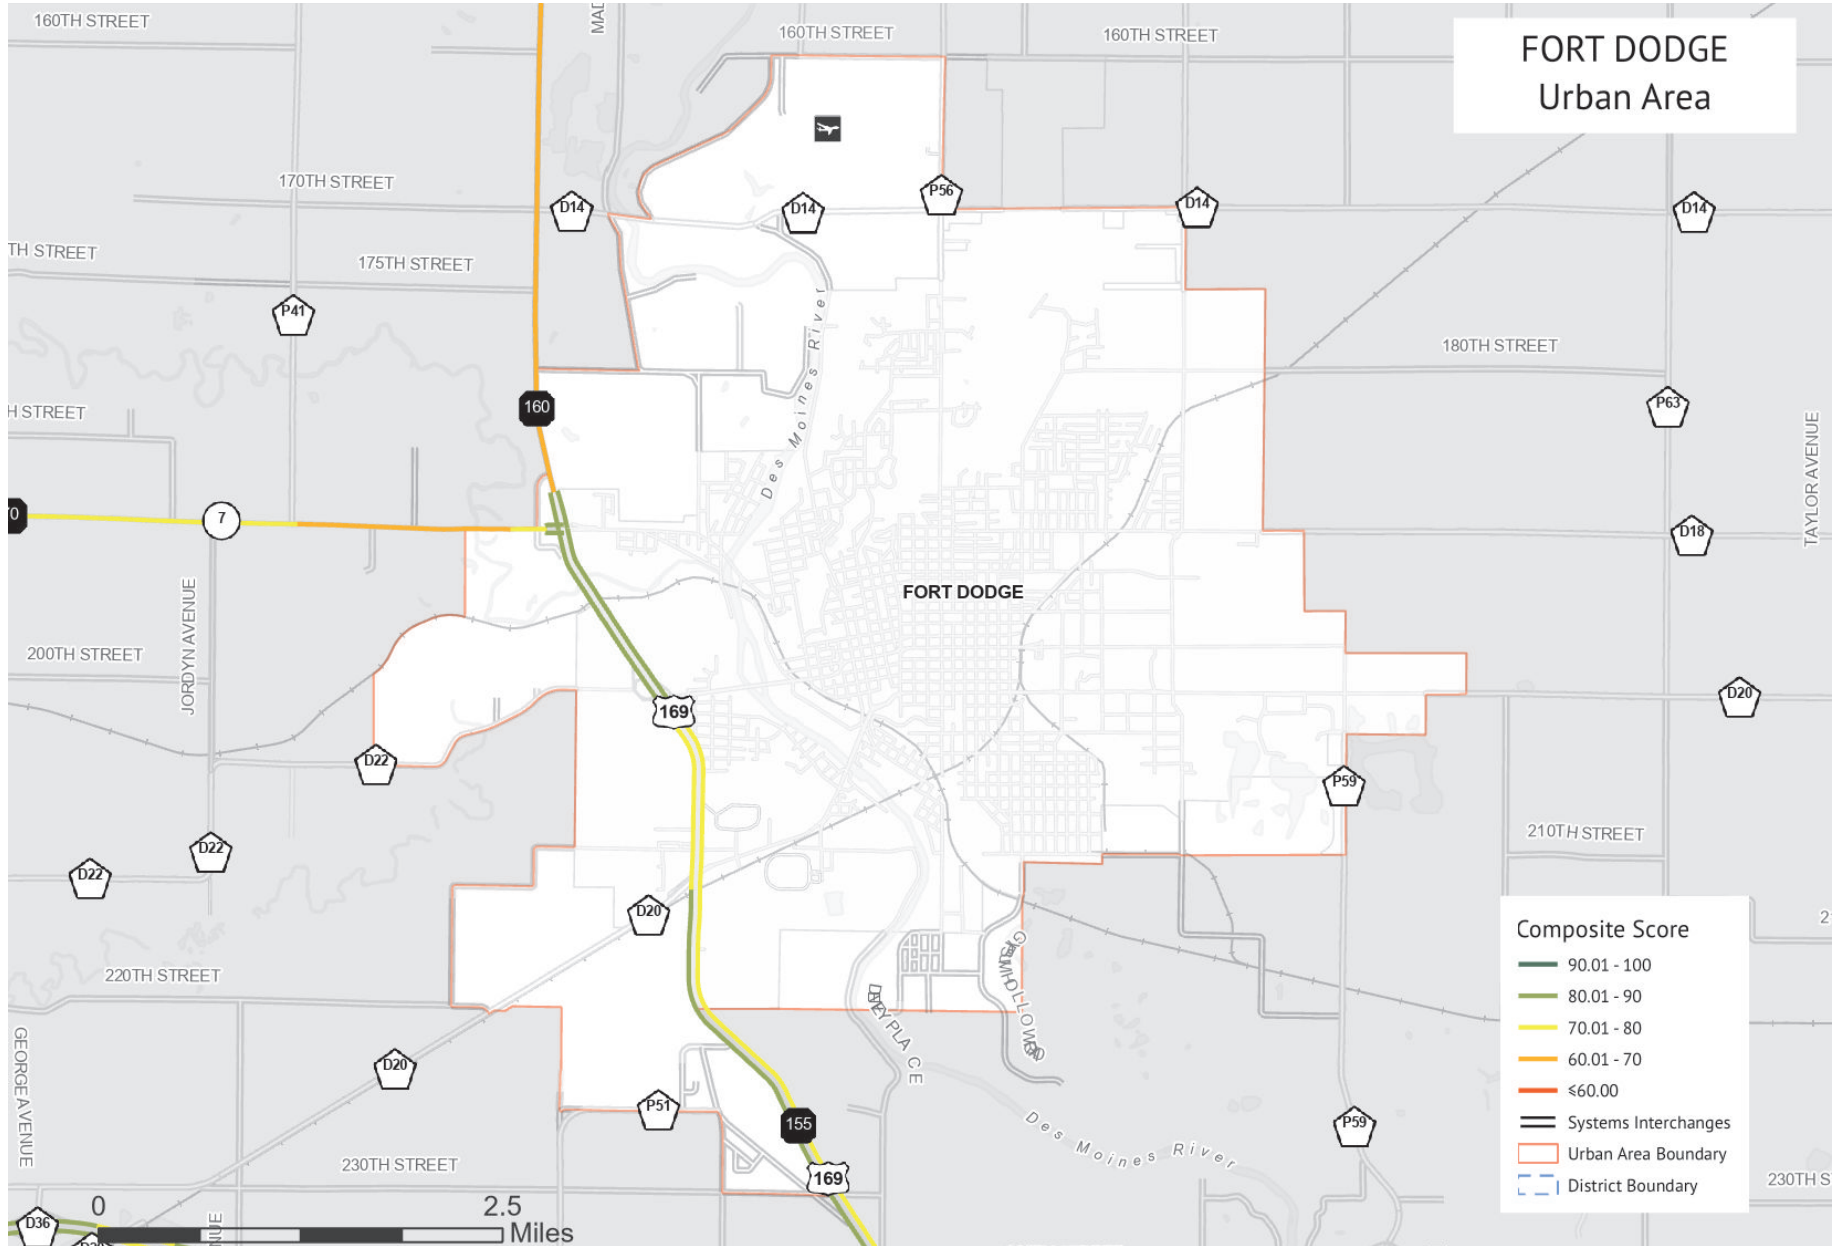 160TH STREET
160TH STREET
160TH STREET
FORT DODGE
Urban Area
170TH STREET
D14
D14
P56
D14
D14
TH STREET
175TH STREET
P41
Des Moines River
180TH STREET
160
P63
H STREET
TAYLOR AVENUE
7
D18
FORT DODGE
JORDYN AVENUE
200TH STREET
169
D20
D22
P59
D22
D22
210TH STREET
D20
220TH STREET
GEORGE AVENUE
D20
P51
155
169
Des Moines River
P59
230TH STREET
230TH S
D36
Composite Score
90.01 - 100
80.01 - 90
70.01 - 80
60.01 - 70
≤60.00
Systems Interchanges
Urban Area Boundary
District Boundary
0 2.5
Miles